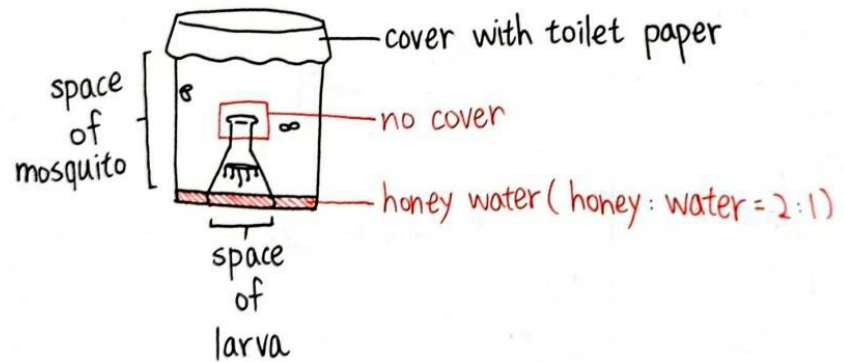 cover with toilet paper
space
of
mosquito
no cover
honey water ( honey : water = 2 : 1 )
space
of
larva